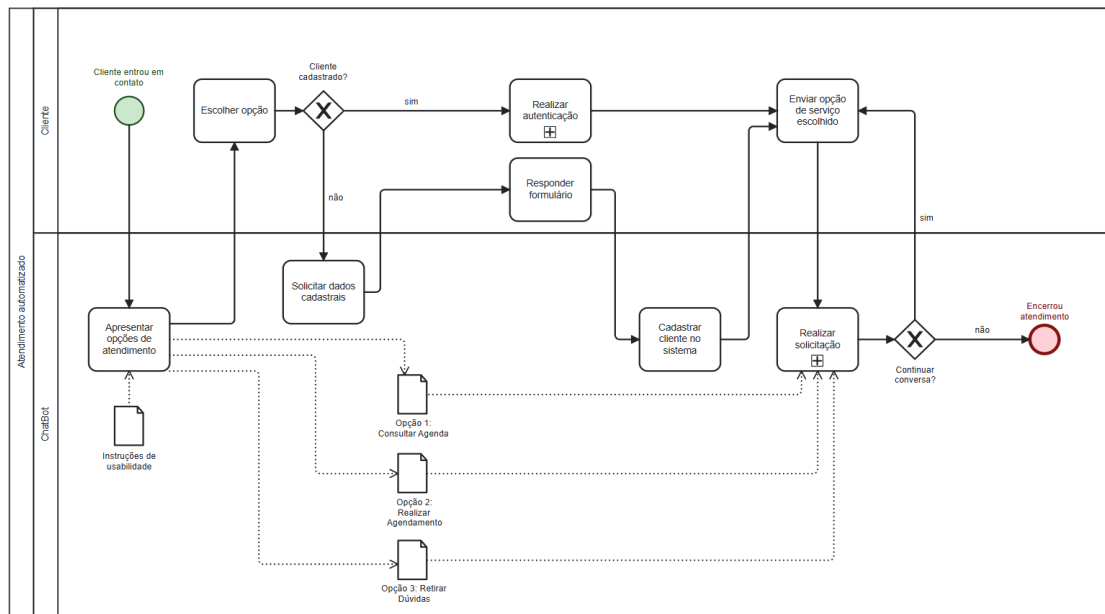 Atendimento automatizado
Cliente
Cliente entrou em
contato
Escolher opção
Cliente
cadastrado?
sim
Realizar
autenticação
Enviar opção
de serviço
escolhido
não
Responder
formulário
sim
ChatBot
Solicitar dados
cadastrais
Apresentar
opções de
atendimento
Cadastrar
cliente no
sistema
Realizar
solicitação
não
Encerrou
atendimento
Continuar
conversa?
Instruções de
usabilidade
Opção 1:
Consultar Agenda
Opção 2:
Realizar
Agendamento
Opção 3: Retirar
Dúvidas